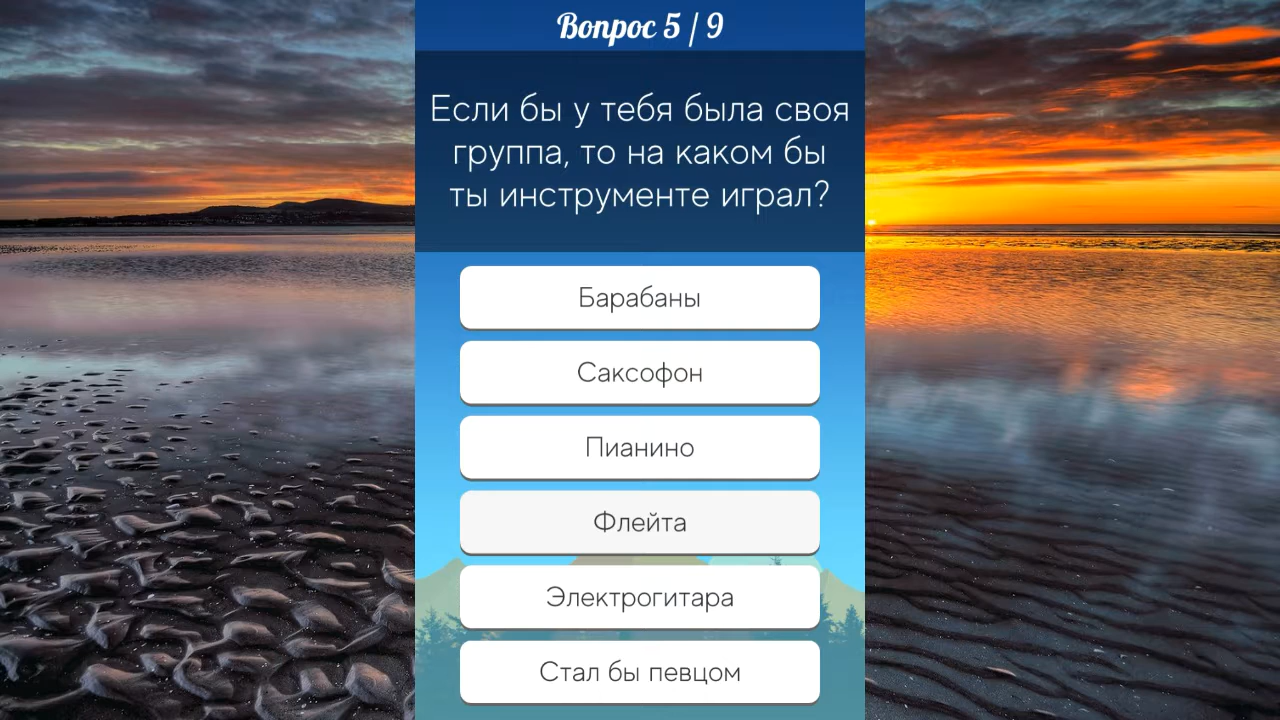 Вопрос 5 / 9
Если бы у тебя была своя
группа, то на каком бы
ты инструменте играл?
Барабаны
Саксофон
Пианино
Флейта
Электрогитара
Стал бы певцом